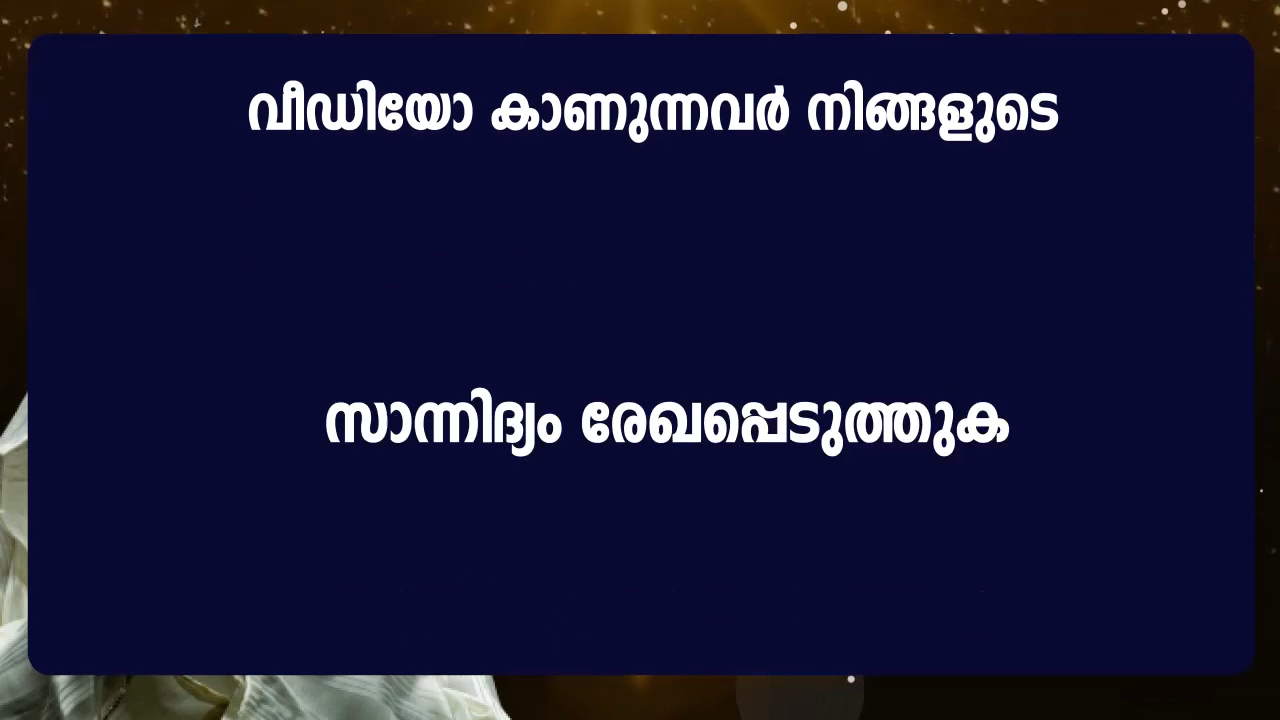 വീഡിയോ കാണുന്നവർ നിങ്ങളുടെ
സാന്നിദ്യം രേഖപ്പെടുത്തുക